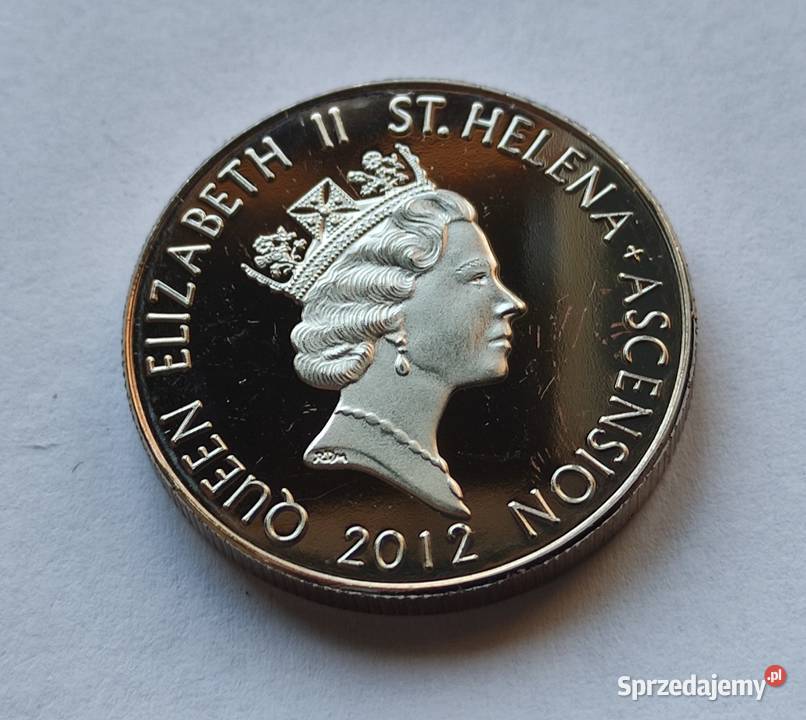 QUEEN ELIZABETH II ST. HELENA + ASCENSION
2012
RDM
Sprzedajemy.pl